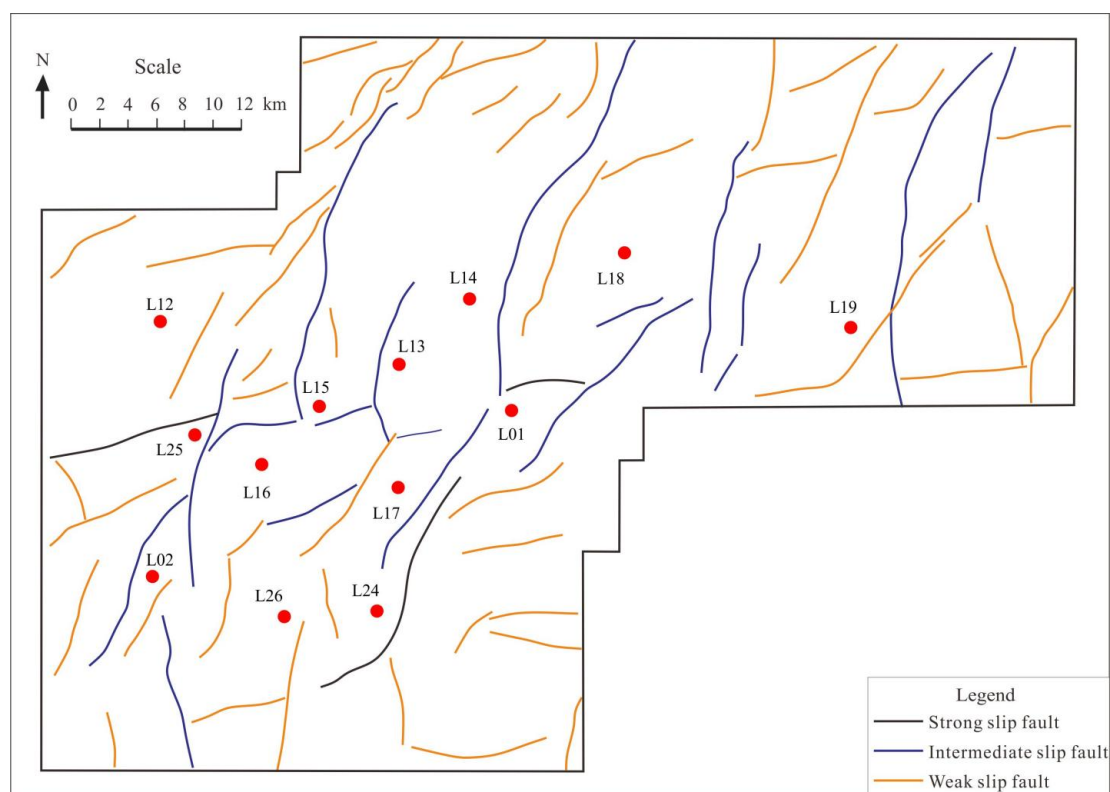 N
Scale
0 2 4 6 8 10 12 km
L18
L14
L12
L19
L13
L15
L01
L25
L16
L17
L02
L26
L24
Legend
Strong slip fault
Intermediate slip fault
Weak slip fault